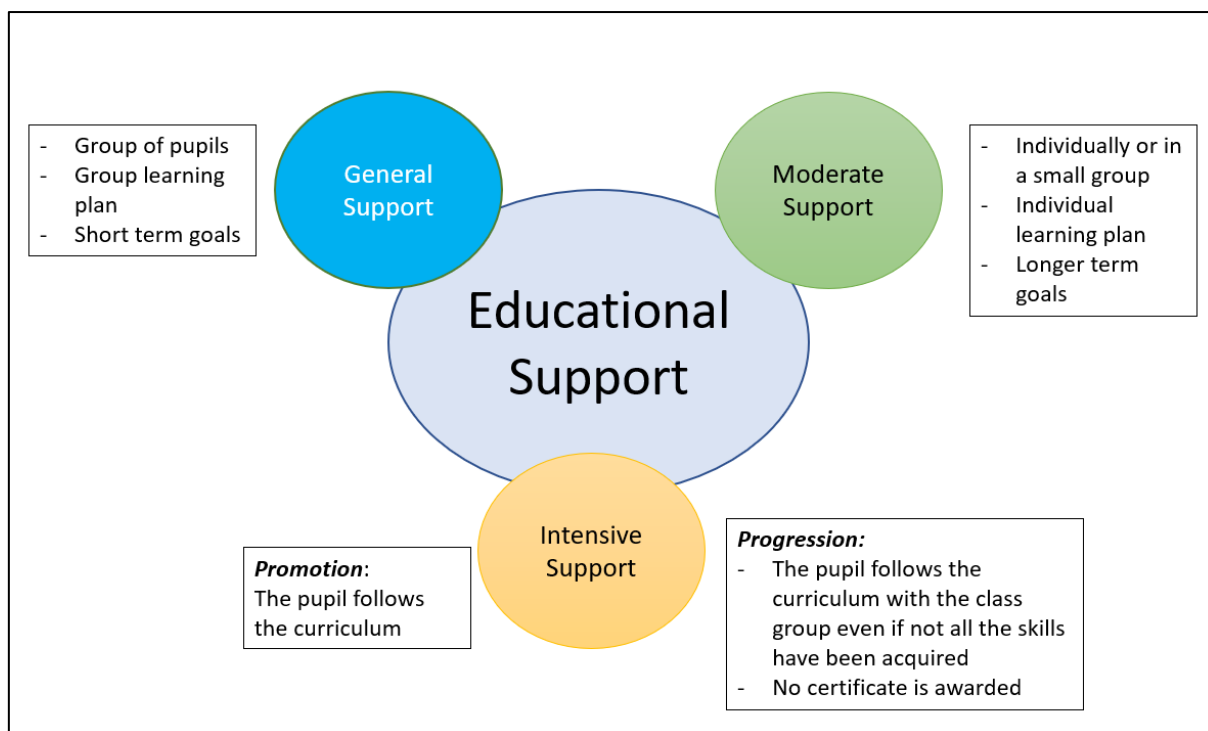 - Group of pupils
- Group learning
plan
- Short term goals
General
Support
Moderate
Support
- Individually or in
a small group
- Individual
learning plan
- Longer term
goals
Educational
Support
Intensive
Support
Promotion:
The pupil follows
the curriculum
Progression:
- The pupil follows the
curriculum with the class
group even if not all the skills
have been acquired
- No certificate is awarded